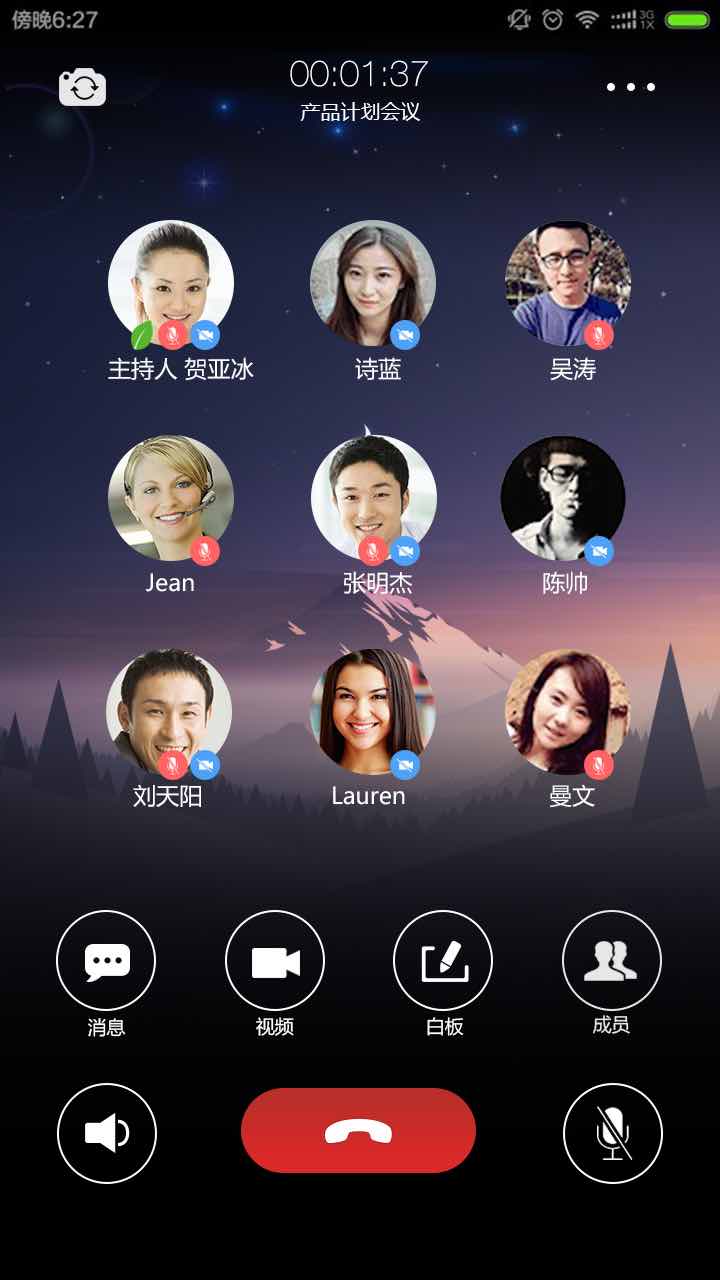 傍晚6:27
3G
1X
00:01:37
产品计划会议
主持人 贺亚冰
诗蓝
吴涛
Jean
张明杰
陈帅
刘天阳
Lauren
曼文
消息
视频
白板
成员